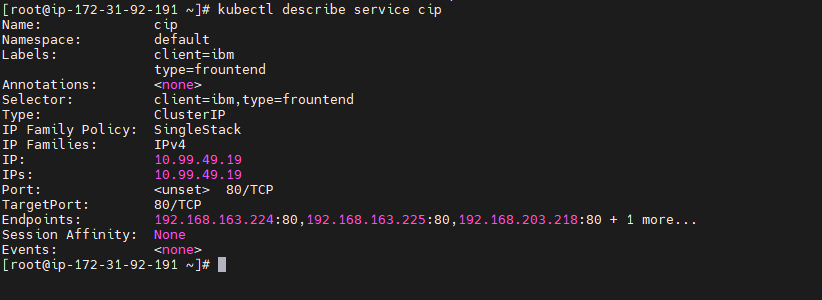 [root@ip-172-31-92-191 ~]# kubectl describe service cip
Name:              cip
Namespace:         default
Labels:            client=ibm
                   type=frountend
Annotations:       <none>
Selector:          client=ibm,type=frountend
Type:              ClusterIP
IP Family Policy:  SingleStack
IP Families:       IPv4
IP:                10.99.49.19
IPs:               10.99.49.19
Port:              <unset>  80/TCP
TargetPort:        80/TCP
Endpoints:         192.168.163.224:80,192.168.163.225:80,192.168.203.218:80 + 1 more...
Session Affinity:  None
Events:            <none>
[root@ip-172-31-92-191 ~]#